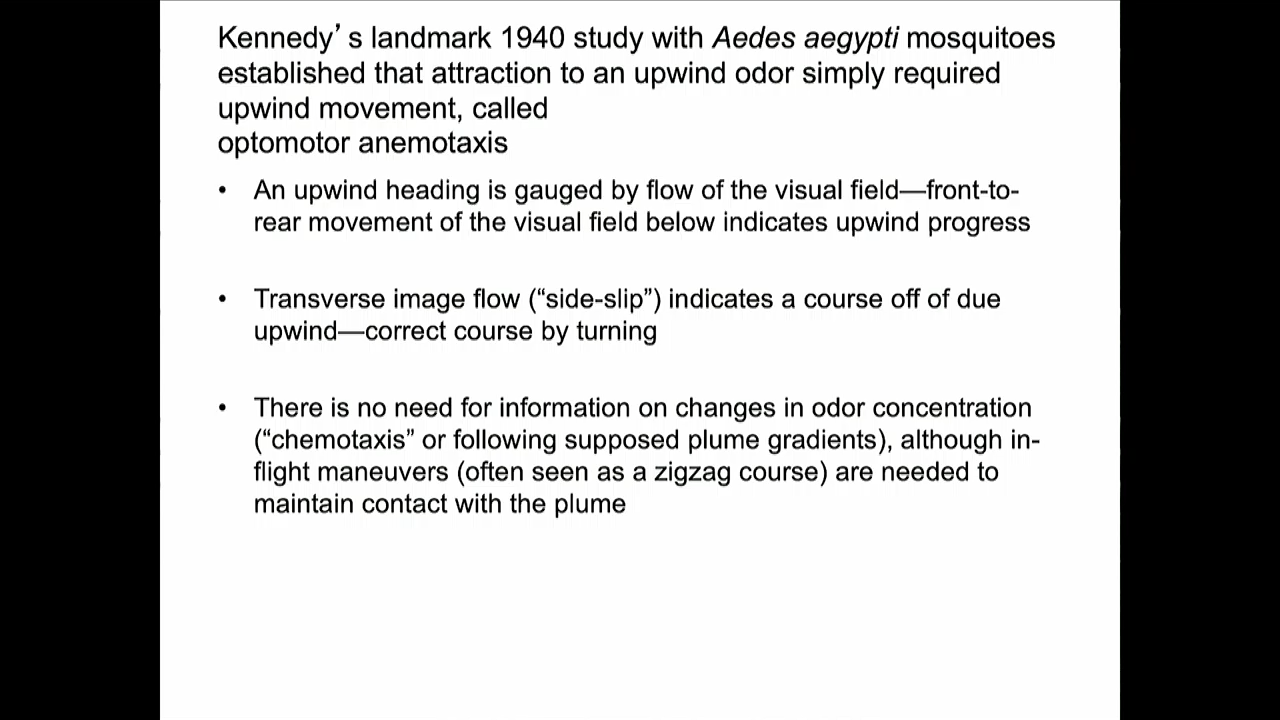 Kennedy’s landmark 1940 study with Aedes aegypti mosquitoes
established that attraction to an upwind odor simply required
upwind movement, called
optomotor anemotaxis
• An upwind heading is gauged by flow of the visual field—front-to-
rear movement of the visual field below indicates upwind progress
• Transverse image flow (“side-slip”) indicates a course off of due
upwind—correct course by turning
• There is no need for information on changes in odor concentration
(“chemotaxis” or following supposed plume gradients), although in-
flight maneuvers (often seen as a zigzag course) are needed to
maintain contact with the plume